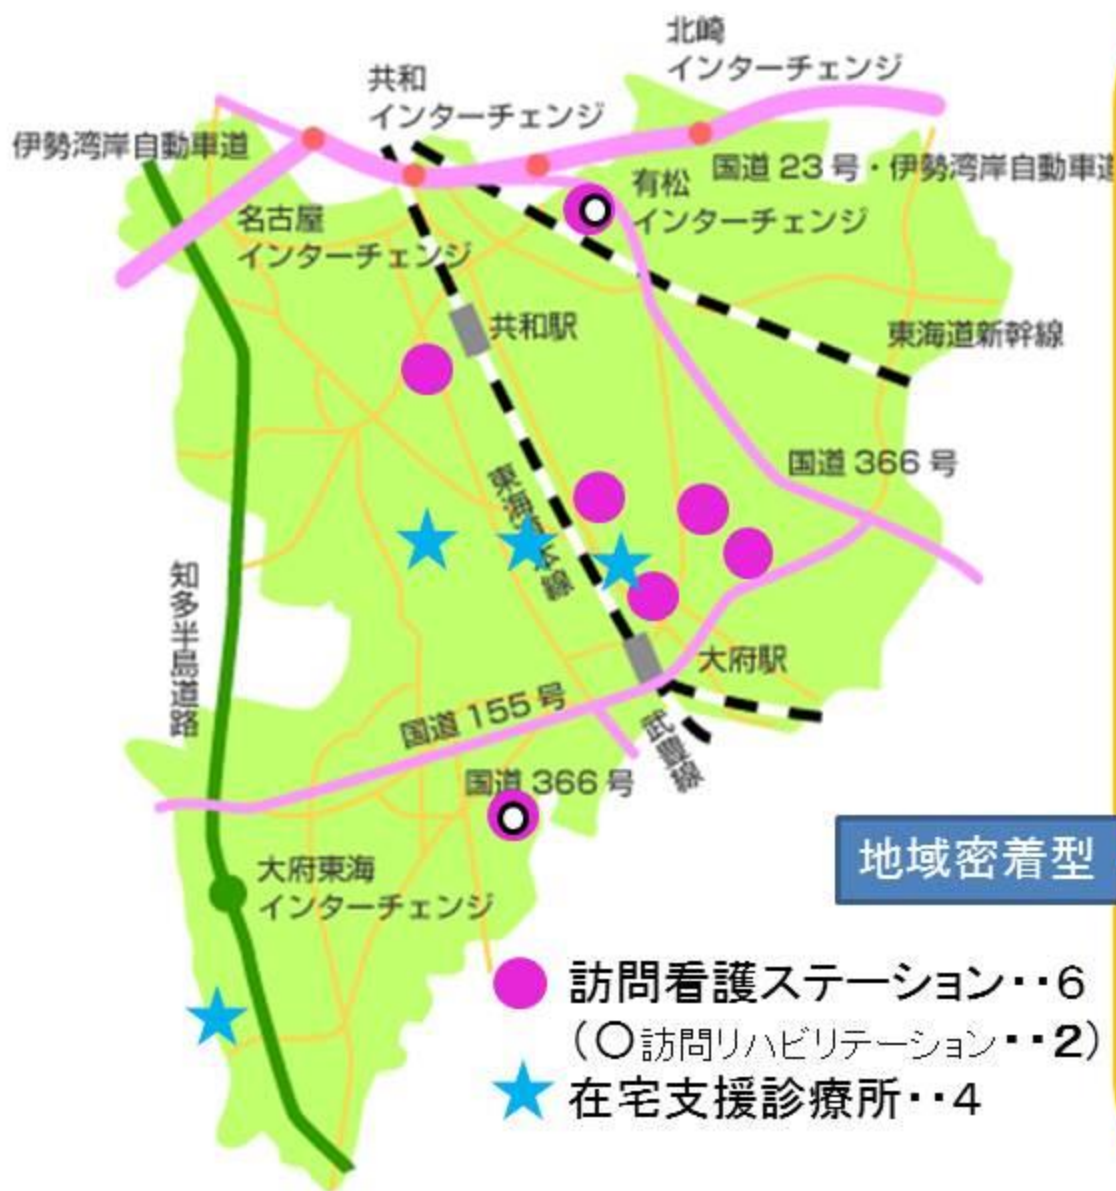 北崎
インターチェンジ
共和
インターチェンジ
伊勢湾岸自動車道
国道 23 号・伊勢湾岸自動車道
有松
インターチェンジ
名古屋
インターチェンジ
共和駅
東海道新幹線
国道 366 号
東海道本線
知多半島道路
大府駅
国道 155 号
武豊線
国道 366 号
地域密着型
大府東海
インターチェンジ
訪問看護ステーション・・6
(〇訪問リハビリテーション・・2)
在宅支援診療所・・4